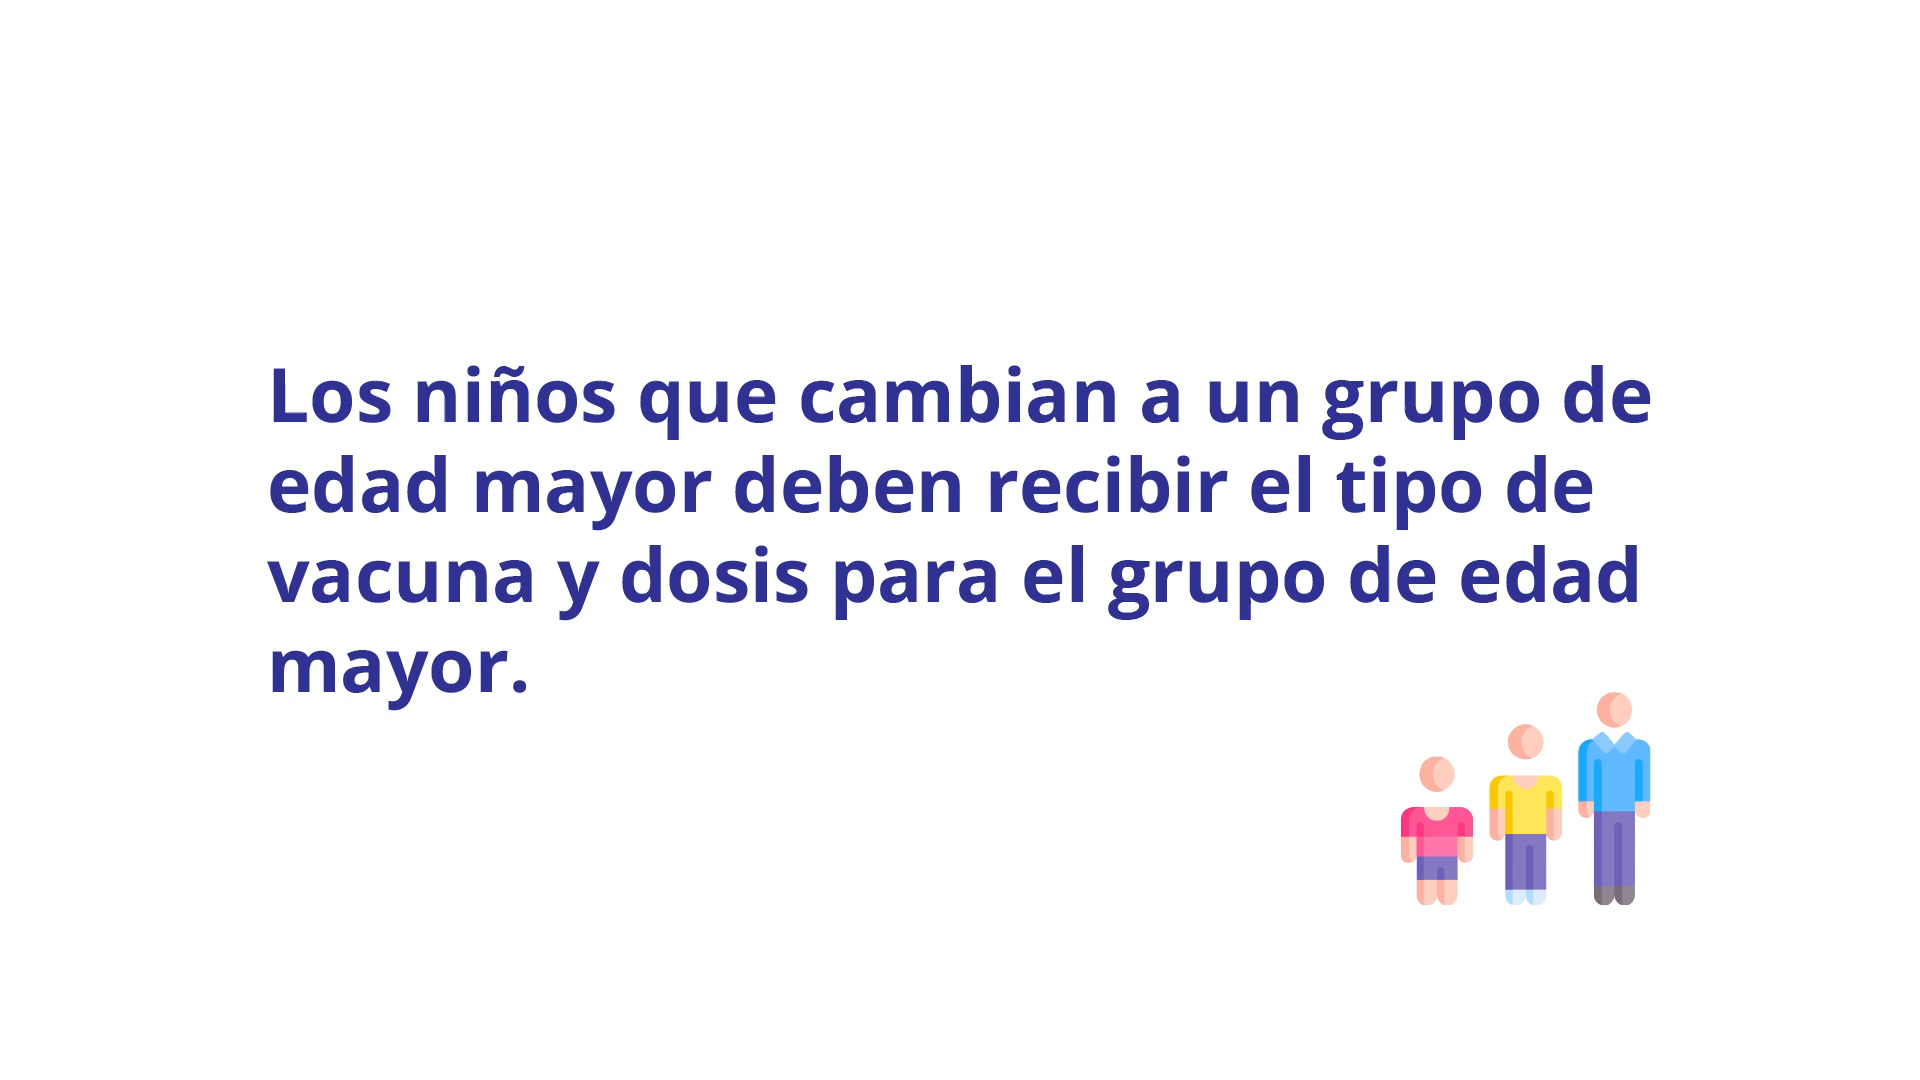 Los niños que cambian a un grupo de
edad mayor deben recibir el tipo de
vacuna y dosis para el grupo de edad
mayor.